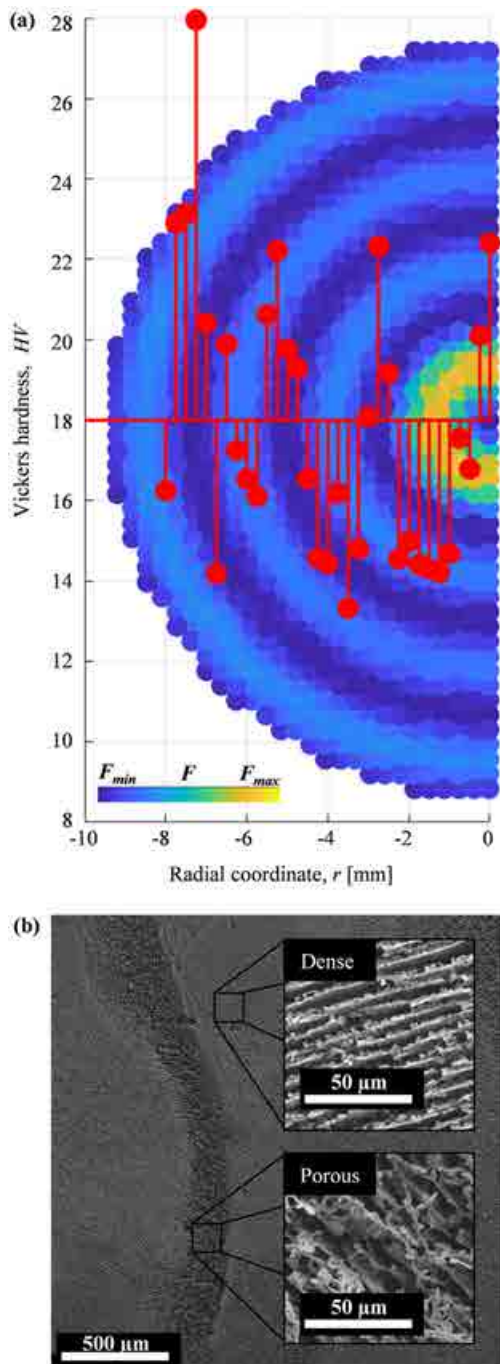 (a)
28
26
24
22
20
18
16
14
12
10
8
Vickers hardness, HV
F_min F F_max
-10 -8 -6 -4 -2 0
Radial coordinate, r [mm]
(b)
Dense
50 μm
Porous
50 μm
500 μm